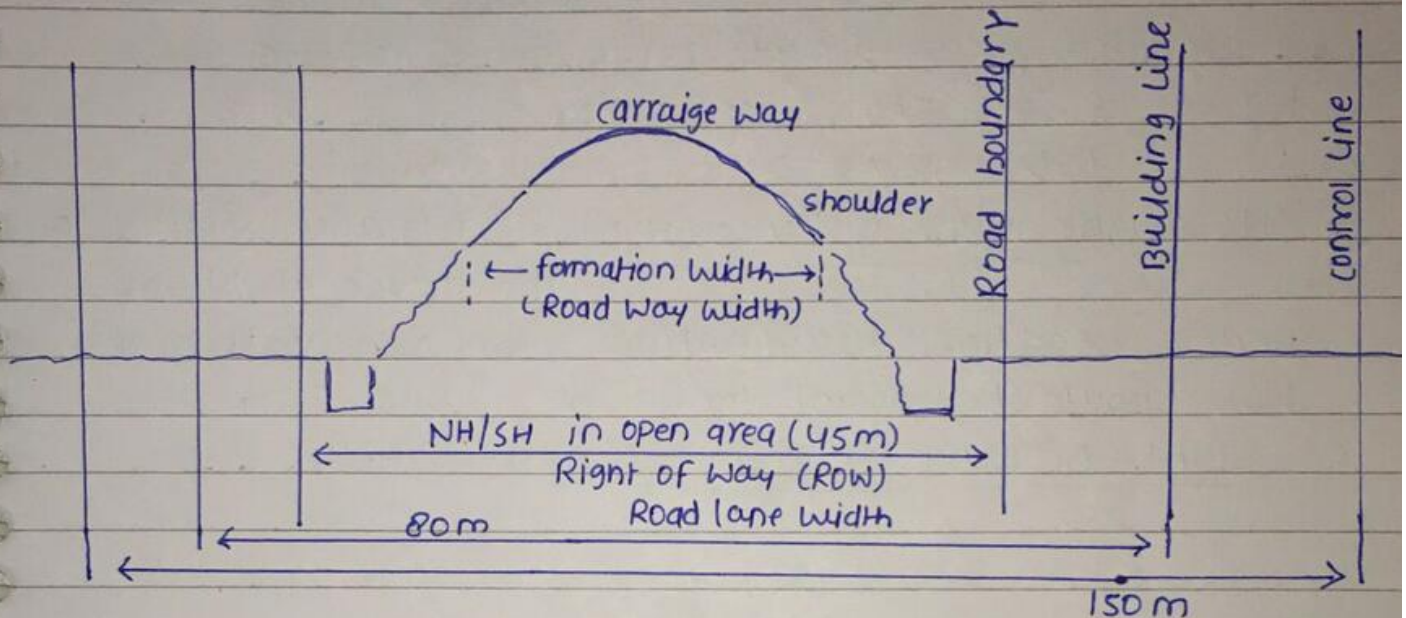 carraige way
shoulder
formation width
(Road way width)
Road boundary
Building line
control line
NH/SH in open area (45m)
Right of way (ROW)
Road lane width
80m
150m